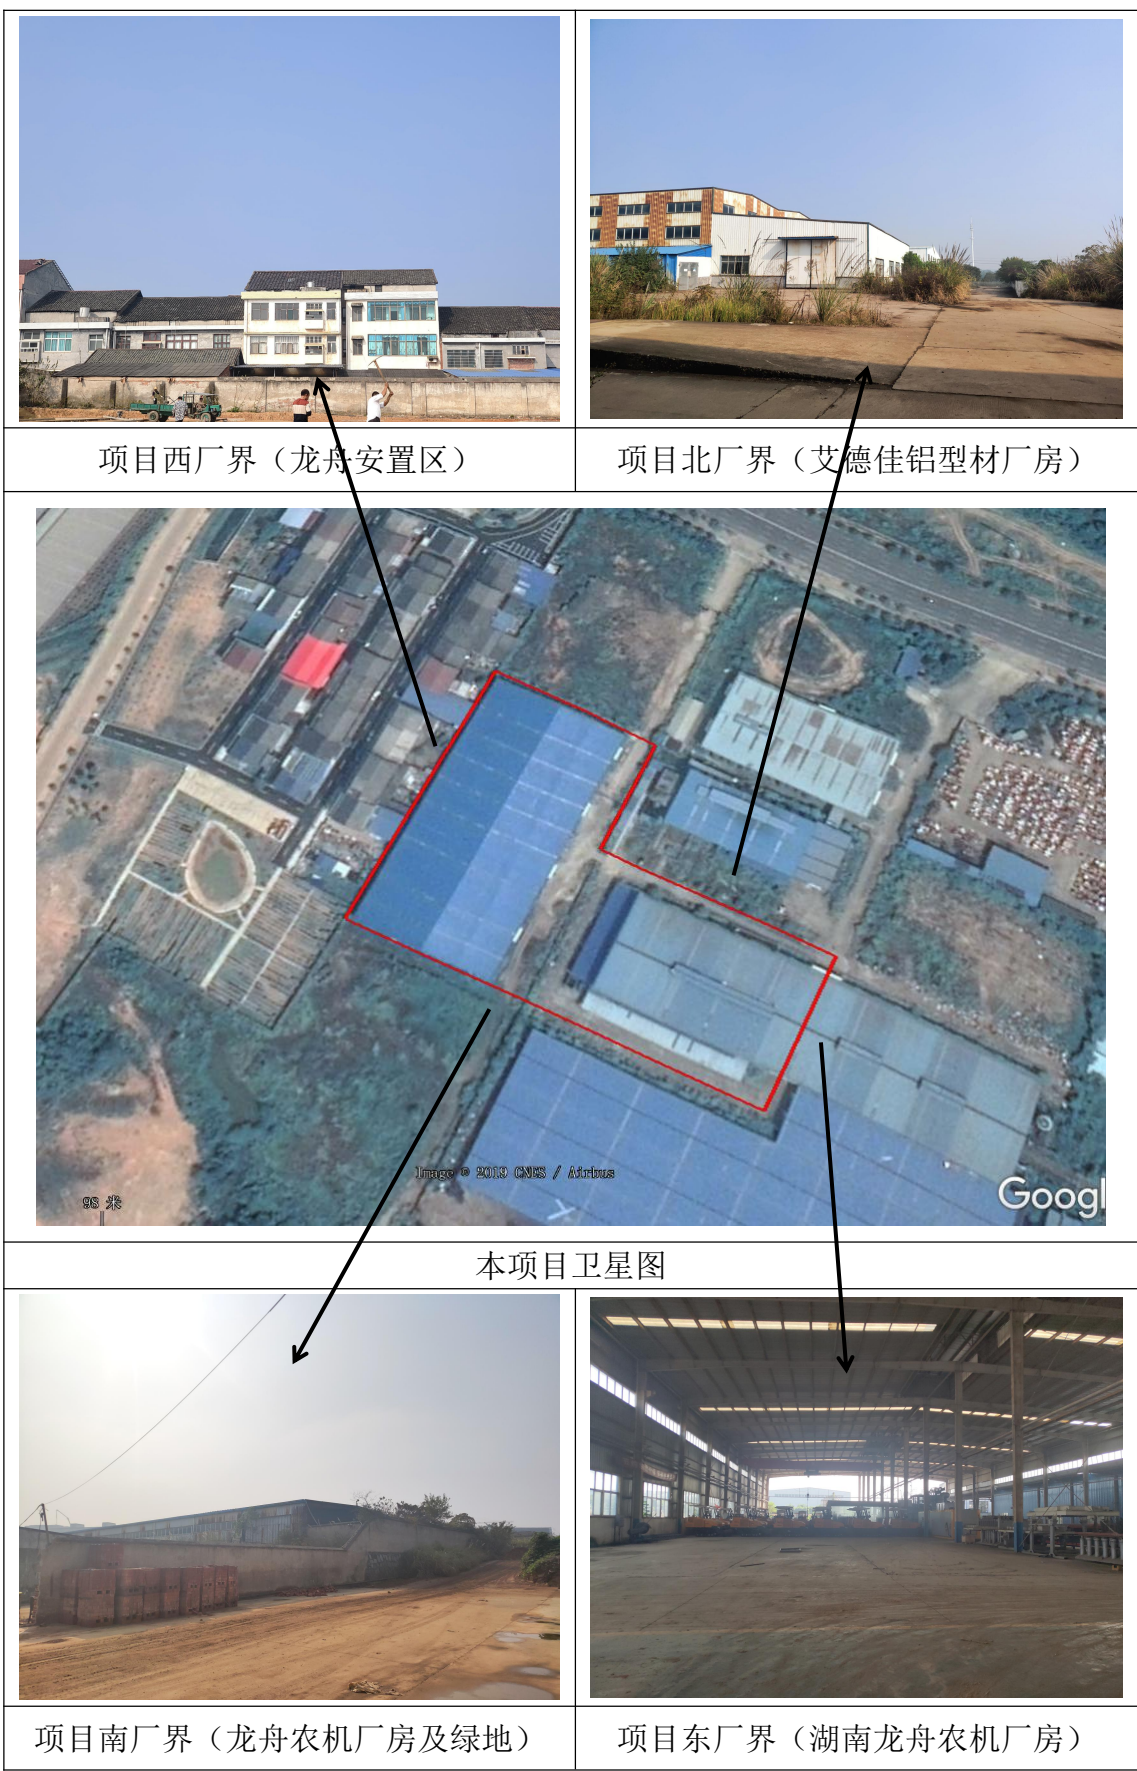 项目西厂界（龙舟安置区）
项目北厂界（艾德佳铝型材厂房）
Image © 2019 CNES / Airbus
98 米
Googl
本项目卫星图
项目南厂界（龙舟农机厂房及绿地）
项目东厂界（湖南龙舟农机厂房）